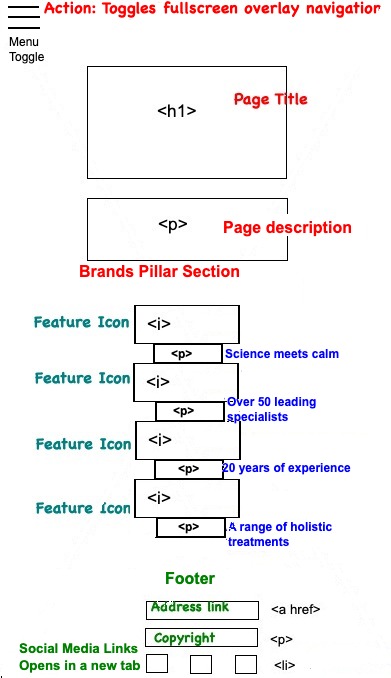 Action: Toggles fullscreen overlay navigation
Menu
Toggle
<h1>
Page Title
<p>
Page description
Brands Pillar Section
Feature Icon
<i>
<p>
Science meets calm
Feature Icon
<i>
<p>
Over 50 leading
specialists
Feature Icon
<i>
<p>
20 years of experience
Feature Icon
<i>
<p>
A range of holistic
treatments
Footer
Address link
<a href>
Copyright
<p>
Social Media Links
Opens in a new tab
<li>